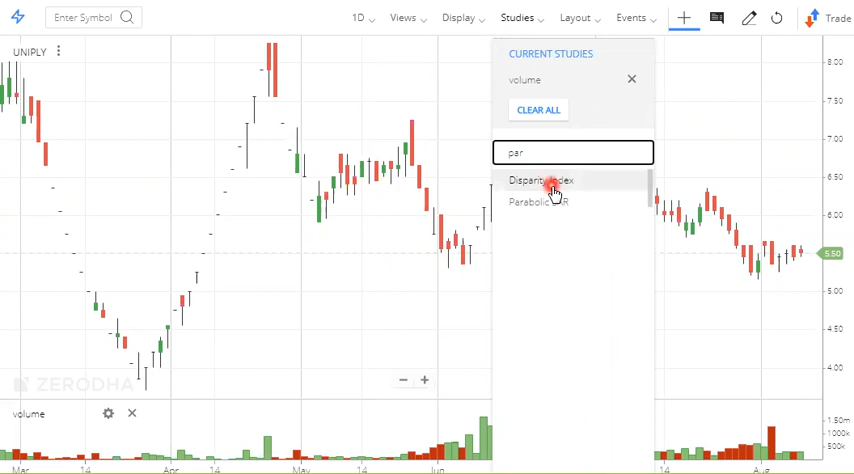 Enter Symbol
1D
Views
Display
Studies
Layout
Events
Trade
UNIPLY
CURRENT STUDIES
volume
CLEAR ALL
par
Disparity Index
Parabolic SAR
8.00
7.50
7.00
6.50
6.00
5.50
5.00
4.50
4.00
ZERODHA
volume
1.50m
1000k
500k
Mar
14
Apr
14
May
14
Jun
14
Aug